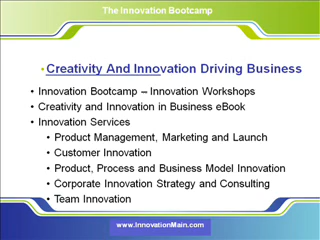 The Innovation Bootcamp
• Creativity And Innovation Driving Business
• Innovation Bootcamp – Innovation Workshops
• Creativity and Innovation in Business eBook
• Innovation Services
• Product Management, Marketing and Launch
• Customer Innovation
• Product, Process and Business Model Innovation
• Corporate Innovation Strategy and Consulting
• Team Innovation
www.InnovationMain.com